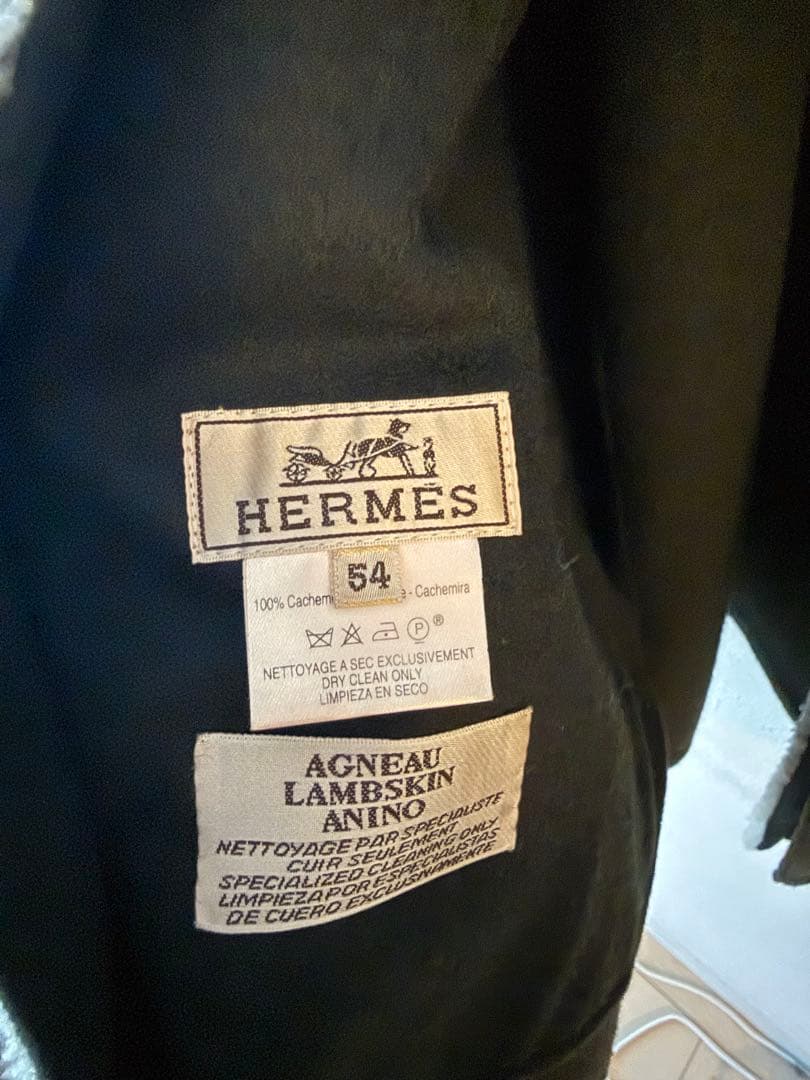 HERMÈS
54
100% Cachem - Cachemira
P ®
NETTOYAGE A SEC EXCLUSIVEMENT
DRY CLEAN ONLY
LIMPIEZA EN SECO
AGNEAU
LAMBSKIN
ANINO
NETTOYAGE PAR SPECIALISTE
CUIR SEULEMENT
SPECIALIZED CLEANING ONLY
LIMPIEZA POR ESPECIALISTAS
DE CUERO EXCLUSNAMENTE